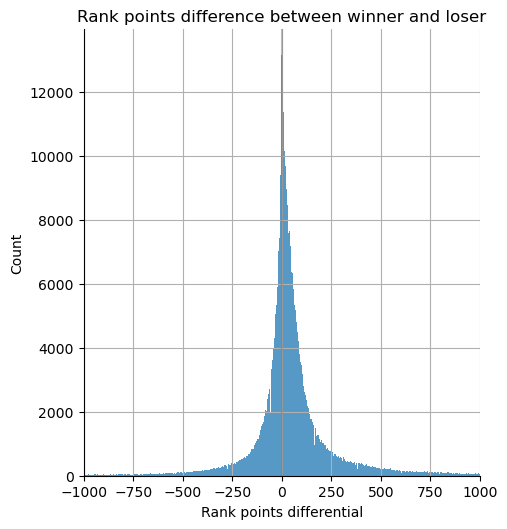 Rank points difference between winner and loser
12000
10000
8000
6000
4000
2000
0
Count
−1000 −750 −500 −250 0 250 500 750 1000
Rank points differential